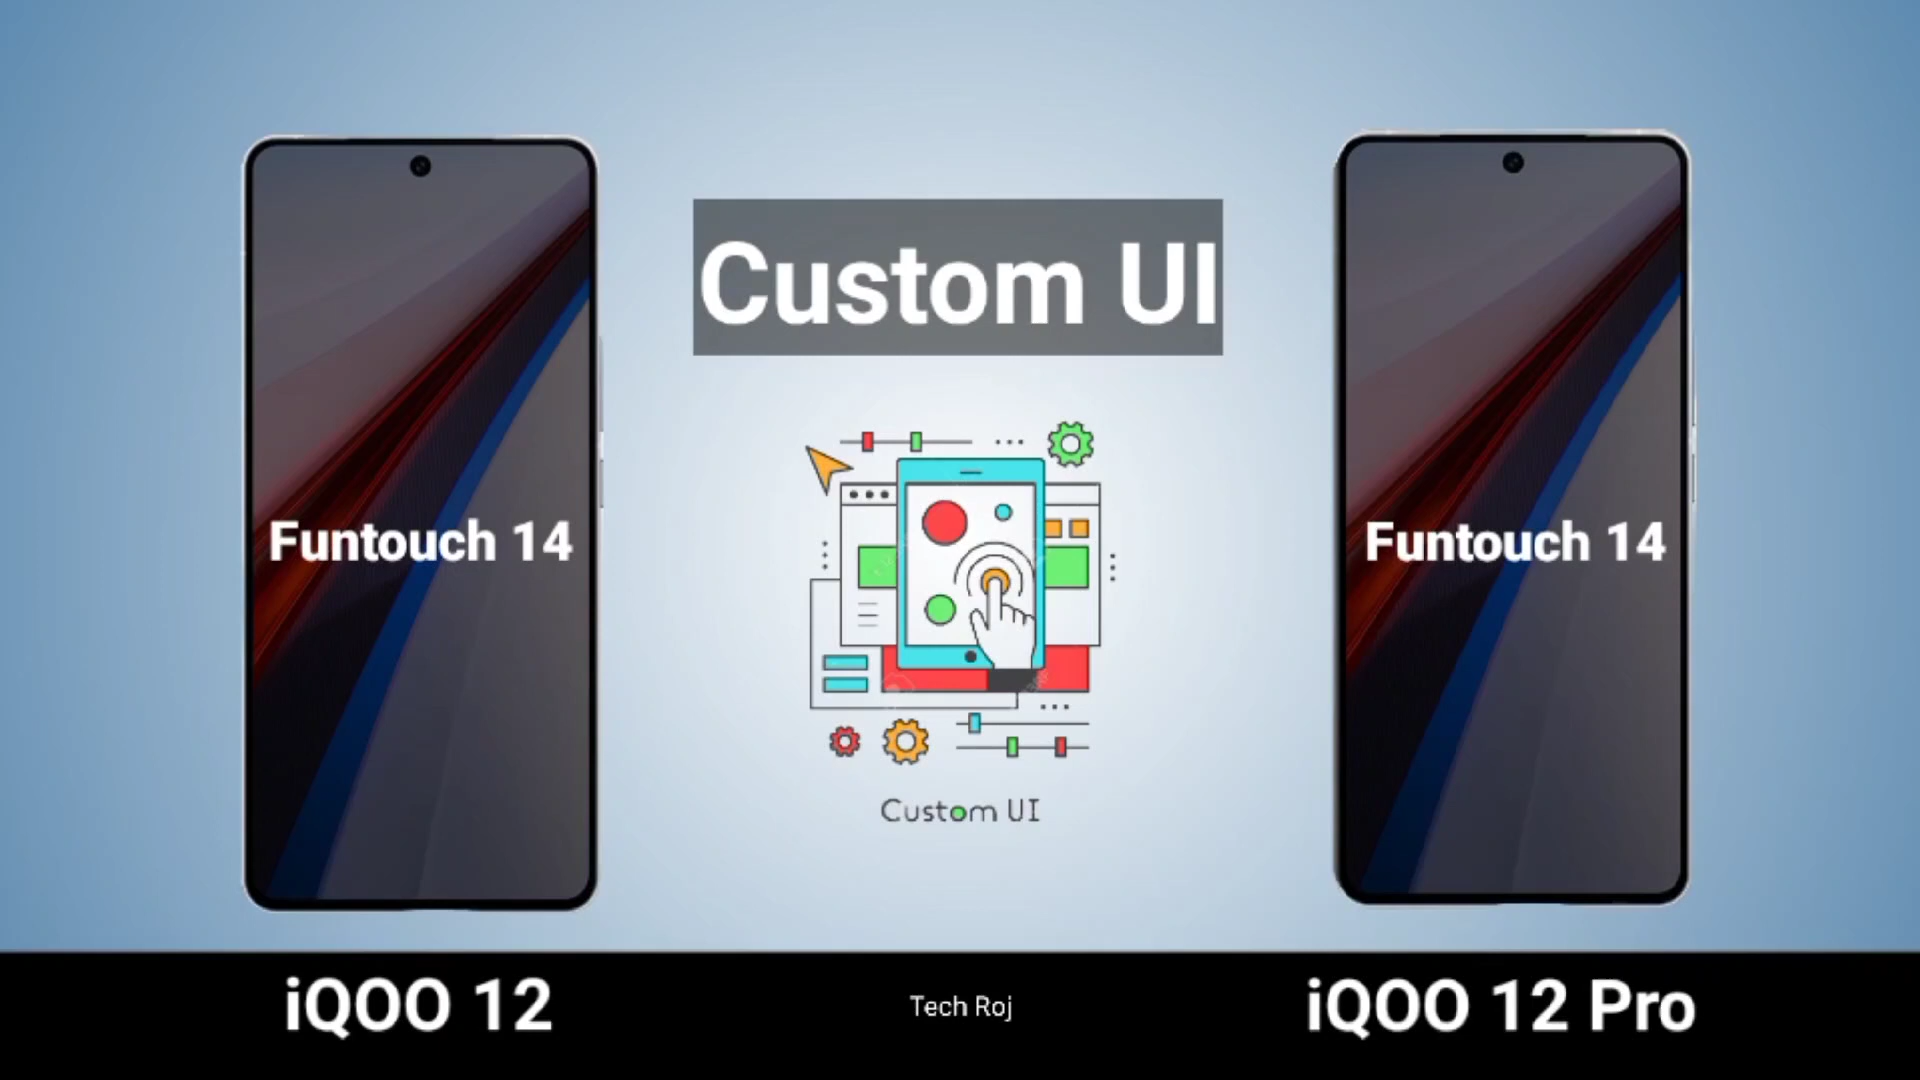 Custom UI
Funtouch 14
Funtouch 14
Custom UI
iQOO 12
Tech Roj
iQOO 12 Pro